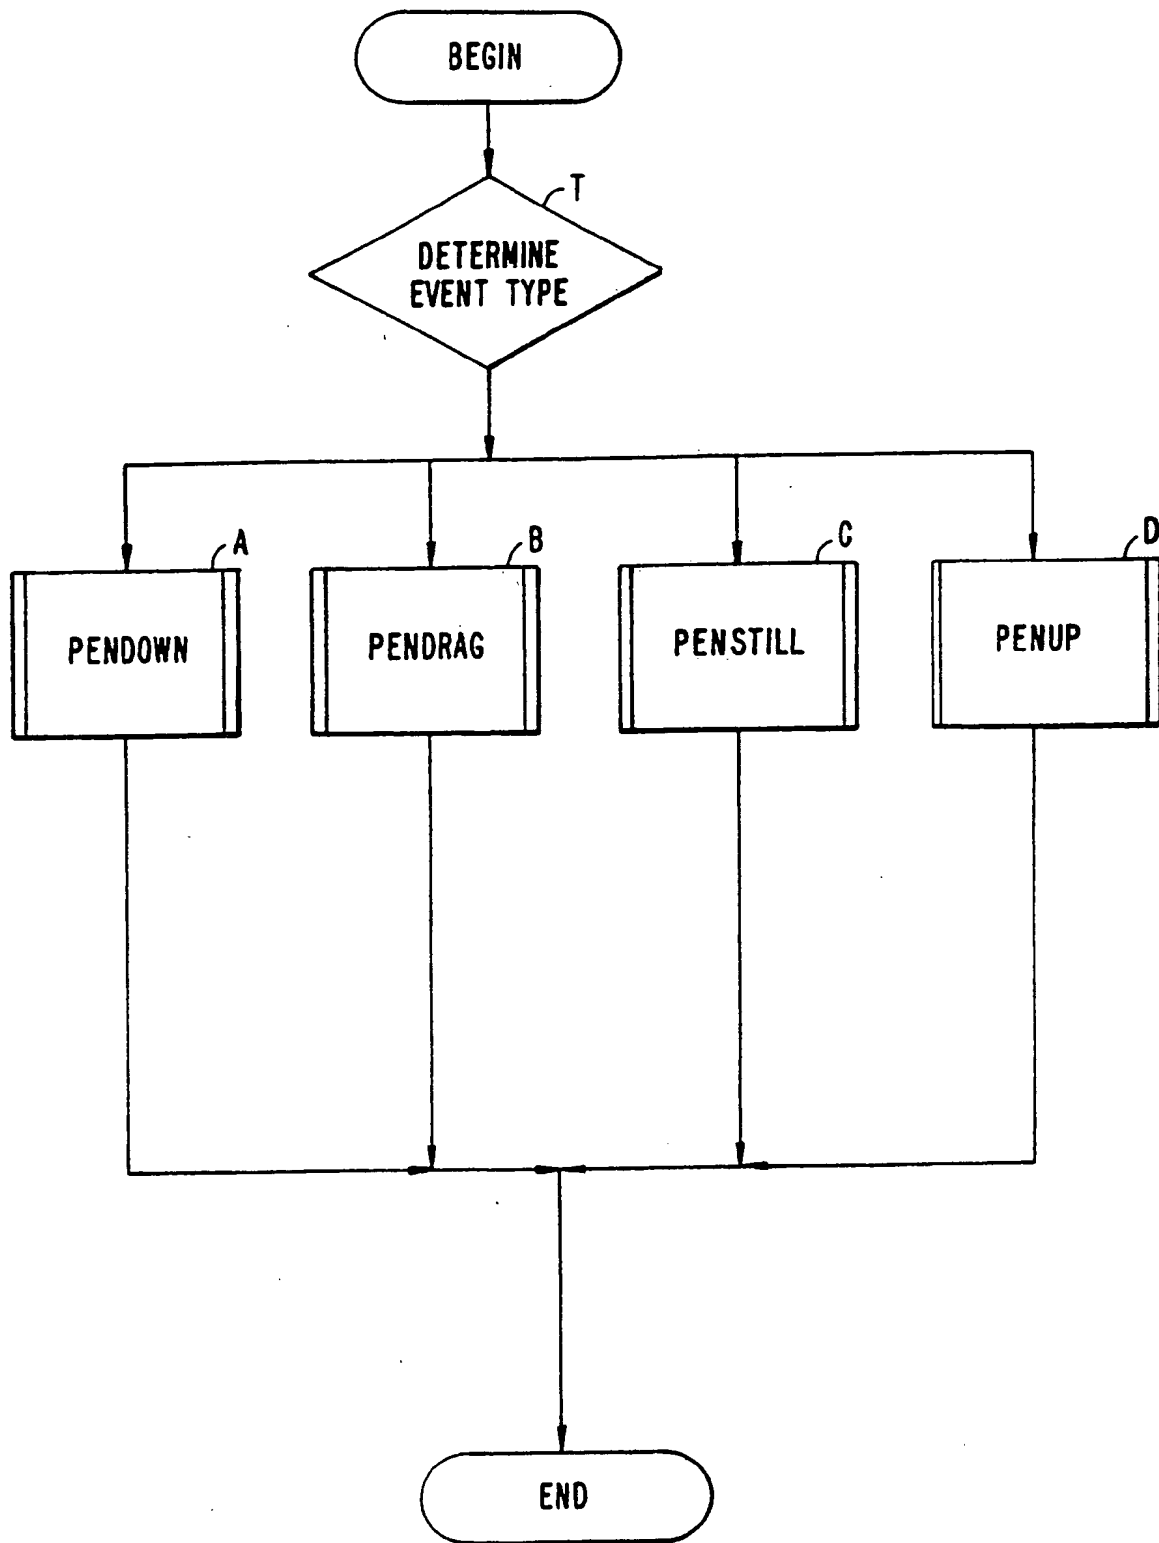 BEGIN
T
DETERMINE
EVENT TYPE
A
B
C
D
PENDOWN
PENDRAG
PENSTILL
PENUP
END